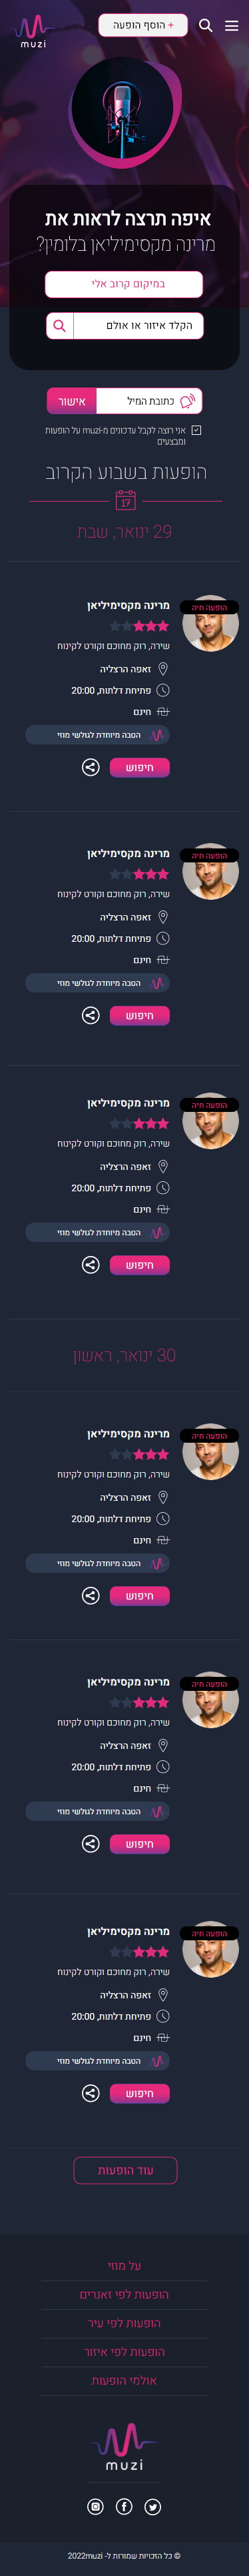 muzi
+ הוסף הופעה
איפה תרצה לראות את
מרינה מקסימיליאן בלומין?
במיקום קרוב אלי
הקלד איזור או אולם
כתובת המייל
אישור
אני רוצה לקבל עדכונים מ-muzi על הופעות
ומבצעים
הופעות בשבוע הקרוב
17
29 ינואר, שבת
הופעה חיה
מרינה מקסימיליאן
שירה, רוק מחוכם וקורט לקינוח
זאפה הרצליה
פתיחת דלתות, 20:00
חינם
הטבה מיוחדת לגולשי מוזי
חיפוש
הופעה חיה
מרינה מקסימיליאן
שירה, רוק מחוכם וקורט לקינוח
זאפה הרצליה
פתיחת דלתות, 20:00
חינם
הטבה מיוחדת לגולשי מוזי
חיפוש
הופעה חיה
מרינה מקסימיליאן
שירה, רוק מחוכם וקורט לקינוח
זאפה הרצליה
פתיחת דלתות, 20:00
חינם
הטבה מיוחדת לגולשי מוזי
חיפוש
30 ינואר, ראשון
הופעה חיה
מרינה מקסימיליאן
שירה, רוק מחוכם וקורט לקינוח
זאפה הרצליה
פתיחת דלתות, 20:00
חינם
הטבה מיוחדת לגולשי מוזי
חיפוש
הופעה חיה
מרינה מקסימיליאן
שירה, רוק מחוכם וקורט לקינוח
זאפה הרצליה
פתיחת דלתות, 20:00
חינם
הטבה מיוחדת לגולשי מוזי
חיפוש
הופעה חיה
מרינה מקסימיליאן
שירה, רוק מחוכם וקורט לקינוח
זאפה הרצליה
פתיחת דלתות, 20:00
חינם
הטבה מיוחדת לגולשי מוזי
חיפוש
עוד הופעות
על מוזי
הופעות לפי זאנרים
הופעות לפי עיר
הופעות לפי איזור
אולמי הופעות
muzi
© כל הזכויות שמורות ל- 2022muzi